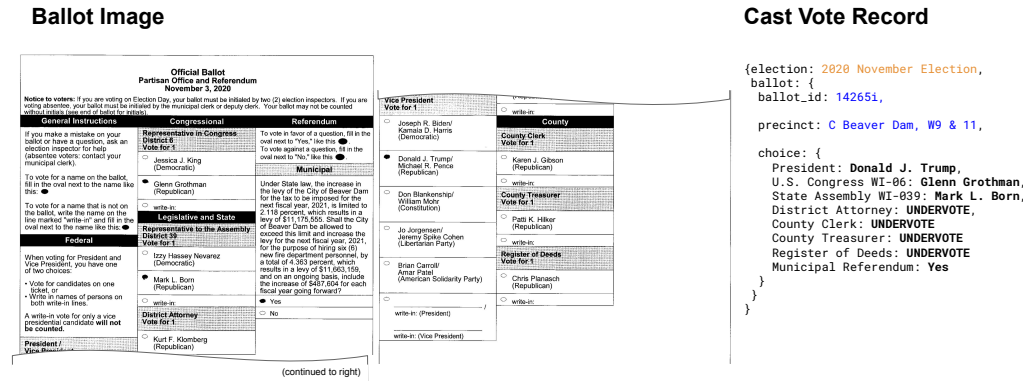 Ballot Image
Cast Vote Record
Official Ballot
Partisan Office and Referendum
November 3, 2020
Notice to voters: If you are voting on Election Day, your ballot must be initialed by two (2) election inspectors. If you are
voting absentee, your ballot must be initialed by the municipal clerk or deputy clerk. Your ballot may not be counted
without initials (see end of ballot for initials).
General Instructions
If you make a mistake on your
ballot or have a question, ask an
election inspector for help
(absentee voters: contact your
municipal clerk).
To vote for a name on the ballot,
fill in the oval next to the name like
this:
To vote for a name that is not on
the ballot, write the name on the
line marked "write-in" and fill in the
oval next to the name like this:
Federal
When voting for President and
Vice President, you have one
of two choices:
• Vote for candidates on one
ticket, or
• Write in names of persons on
both write-in lines.
A write-in vote for only a vice
presidential candidate will not
be counted.
President /
Vice President
Congressional
Representative in Congress
District 6
Vote for 1
Jessica J. King
(Democratic)
Glenn Grothman
(Republican)
write-in:
Legislative and State
Representative to the Assembly
District 39
Vote for 1
Izzy Hassey Nevarez
(Democratic)
Mark L. Born
(Republican)
write-in:
District Attorney
Vote for 1
Kurt F. Klomberg
(Republican)
Referendum
To vote in favor of a question, fill in the
oval next to "Yes," like this
To vote against a question, fill in the
oval next to "No," like this
Municipal
Under State law, the increase in
the levy of the City of Beaver Dam
for the tax to be imposed for the
next fiscal year, 2021, is limited to
2.118 percent, which results in a
levy of $11,175,555. Shall the City
of Beaver Dam be allowed to
exceed this limit and increase the
levy for the next fiscal year, 2021,
for the purpose of hiring six (6)
new fire department personnel, by
a total of 4.363 percent, which
results in a levy of $11,663,159,
and on an ongoing basis, include
the increase of $487,604 for each
fiscal year going forward?
Yes
No
(continued to right)
Vice President
Vote for 1
Joseph R. Biden/
Kamala D. Harris
(Democratic)
Donald J. Trump/
Michael R. Pence
(Republican)
Don Blankenship/
William Mohr
(Constitution)
Jo Jorgensen/
Jeremy Spike Cohen
(Libertarian Party)
Brian Carroll/
Amar Patel
(American Solidarity Party)
/
write-in: (President)
write-in: (Vice President)
write-in:
County
County Clerk
Vote for 1
Karen J. Gibson
(Republican)
write-in:
County Treasurer
Vote for 1
Patti K. Hilker
(Republican)
write-in:
Register of Deeds
Vote for 1
Chris Planasch
(Republican)
write-in:
{election: 2020 November Election,
ballot: {
ballot_id: 14265i,
precinct: C Beaver Dam, W9 & 11,
choice: {
President: Donald J. Trump,
U.S. Congress WI-06: Glenn Grothman,
State Assembly WI-039: Mark L. Born,
District Attorney: UNDERVOTE,
County Clerk: UNDERVOTE
County Treasurer: UNDERVOTE
Register of Deeds: UNDERVOTE
Municipal Referendum: Yes
}
}
}